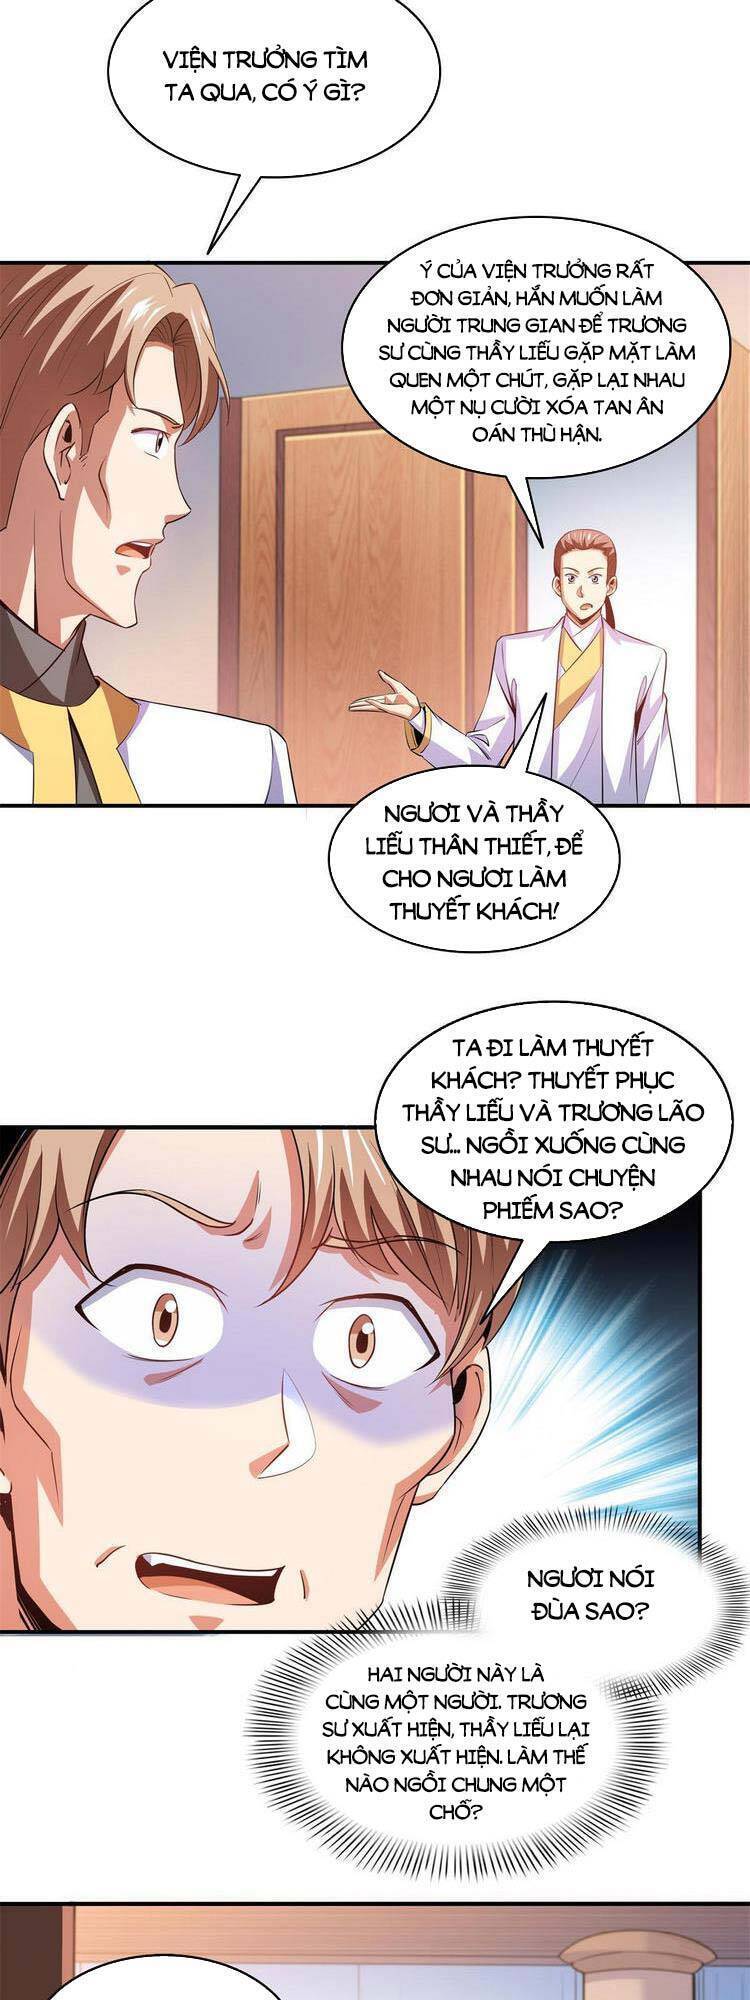 VIỆN TRƯỞNG TÌM
TA QUA, CÓ Ý GÌ?
Ý CỦA VIỆN TRƯỞNG RẤT
ĐƠN GIẢN, HẮN MUỐN LÀM
NGƯỜI TRUNG GIAN ĐỂ TRƯƠNG
SƯ CÙNG THẦY LIỄU GẶP MẶT LÀM
QUEN MỘT CHÚT, GẶP LẠI NHAU
MỘT NỤ CƯỜI XÓA TAN ÂN
OÁN THÙ HẬN.
NGƯƠI VÀ THẦY
LIỄU THÂN THIẾT, ĐỂ
CHO NGƯƠI LÀM
THUYẾT KHÁCH!
TA ĐI LÀM THUYẾT
KHÁCH? THUYẾT PHỤC
THẦY LIỄU VÀ TRƯƠNG LÃO
SƯ... NGỒI XUỐNG CÙNG
NHAU NÓI CHUYỆN
PHIẾM SAO?
NGƯƠI NÓI
ĐÙA SAO?
HAI NGƯỜI NÀY LÀ
CÙNG MỘT NGƯỜI. TRƯƠNG
SƯ XUẤT HIỆN, THẦY LIỄU LẠI
KHÔNG XUẤT HIỆN. LÀM THẾ
NÀO NGỒI CHUNG MỘT
CHỖ?